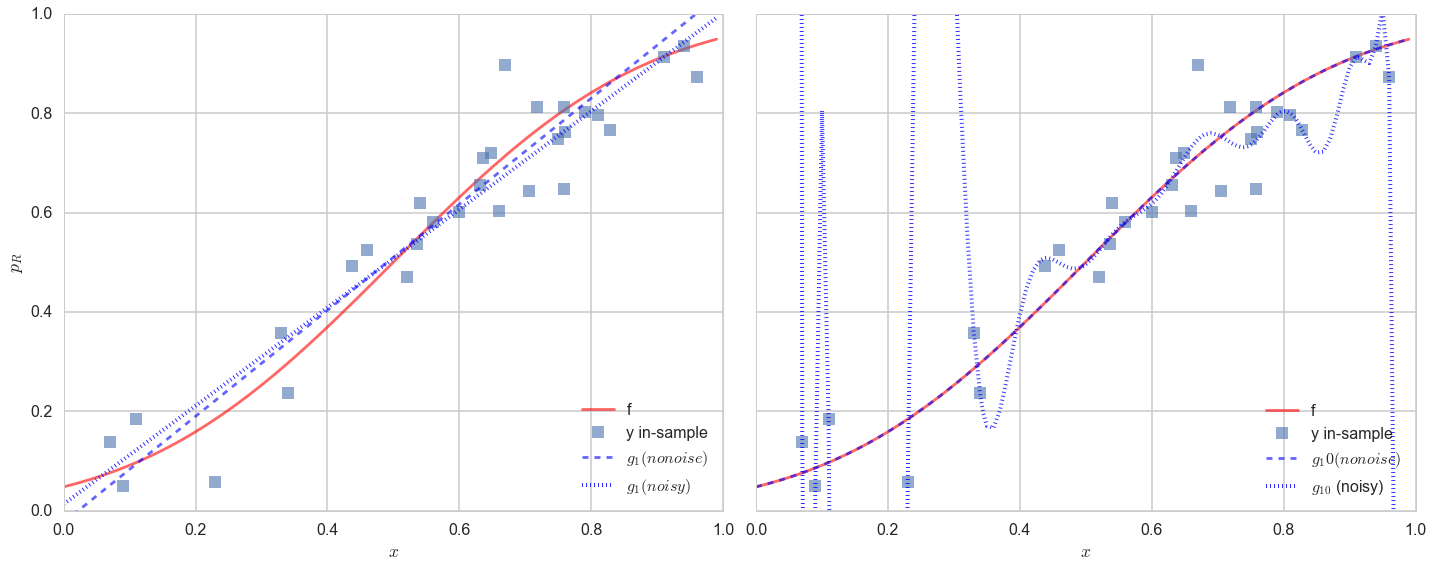 1.0
0.8
0.6
0.4
0.2
0.0
p_R
0.0 0.2 0.4 0.6 0.8 1.0
x
f
y in-sample
g_1(nonoise)
g_1(noisy)
0.0 0.2 0.4 0.6 0.8 1.0
x
f
y in-sample
g_10(nonoise)
g_{10} (noisy)